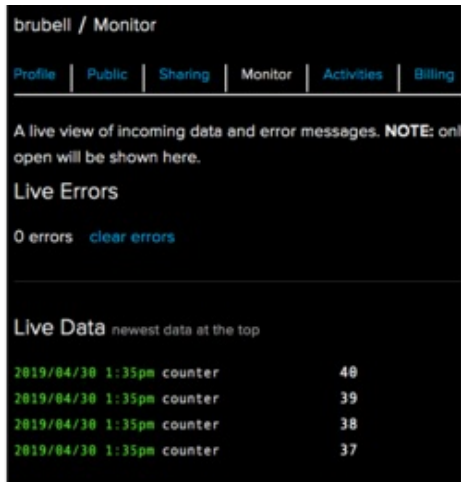 brubell / Monitor
Profile | Public | Sharing | Monitor | Activities | Billing
A live view of incoming data and error messages. NOTE: onl
open will be shown here.
Live Errors
0 errors clear errors
Live Data newest data at the top
2019/04/30 1:35pm counter 40
2019/04/30 1:35pm counter 39
2019/04/30 1:35pm counter 38
2019/04/30 1:35pm counter 37